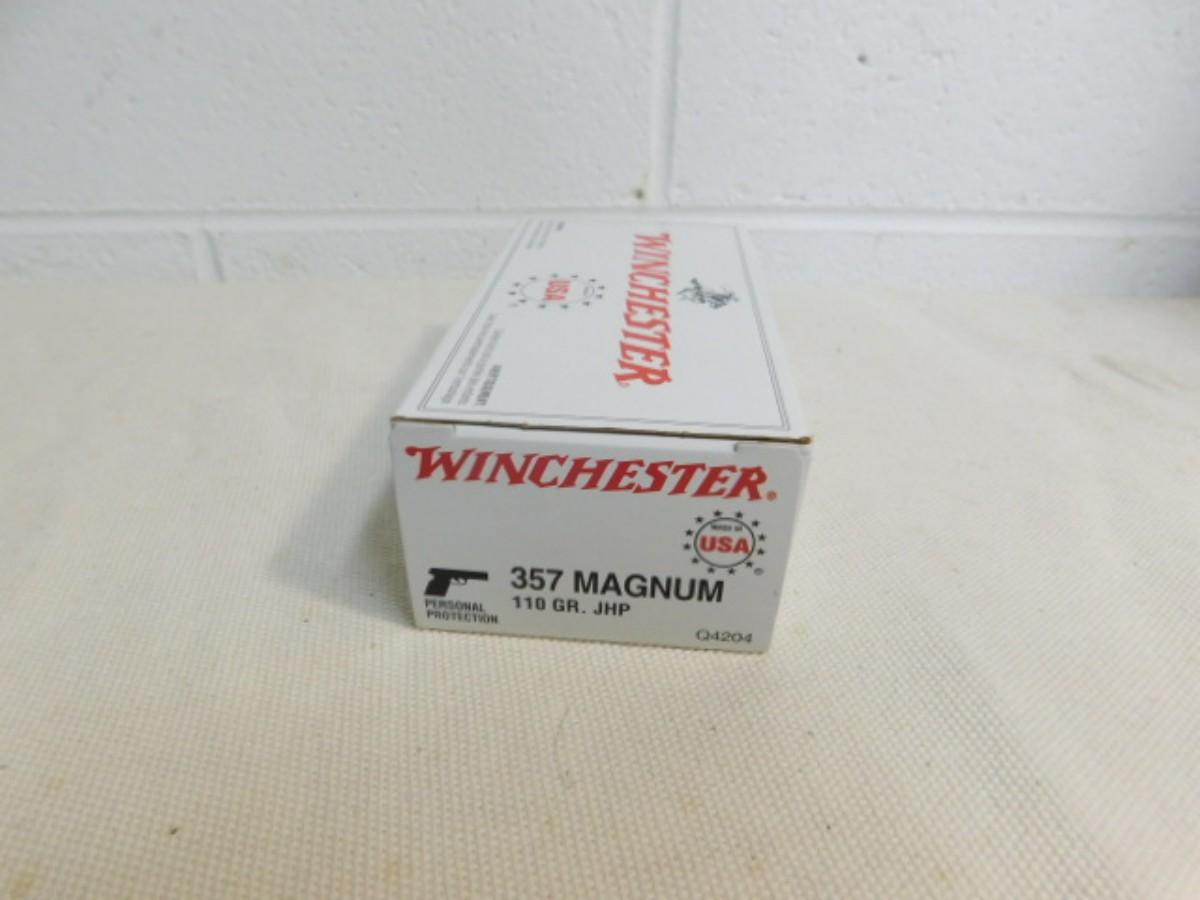 WINCHESTER
USA
WINCHESTER®
Made in
USA
357 MAGNUM
110 GR. JHP
PERSONAL
PROTECTION
Q4204